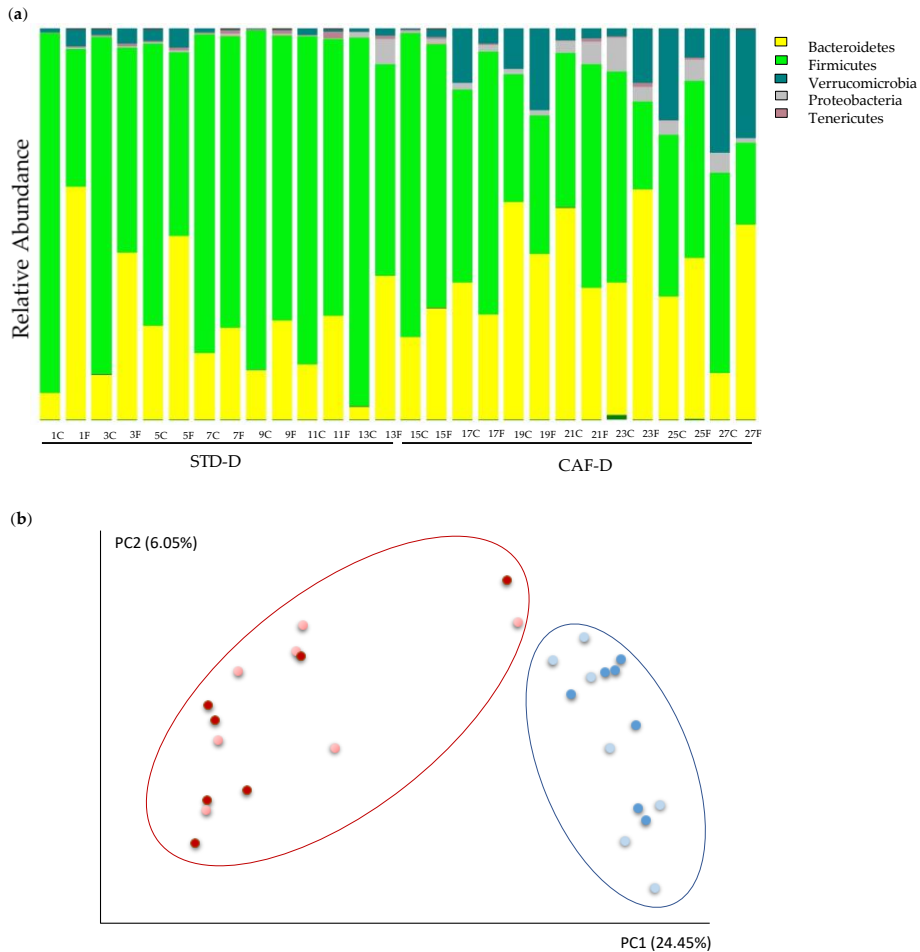 (a)
Bacteroidetes
Firmicutes
Verrucomicrobia
Proteobacteria
Tenericutes
Relative Abundance
1C 1F 3C 3F 5C 5F 7C 7F 9C 9F 11C 11F 13C 13F 15C 15F 17C 17F 19C 19F 21C 21F 23C 23F 25C 25F 27C 27F
STD-D CAF-D
(b)
PC2 (6.05%)
PC1 (24.45%)